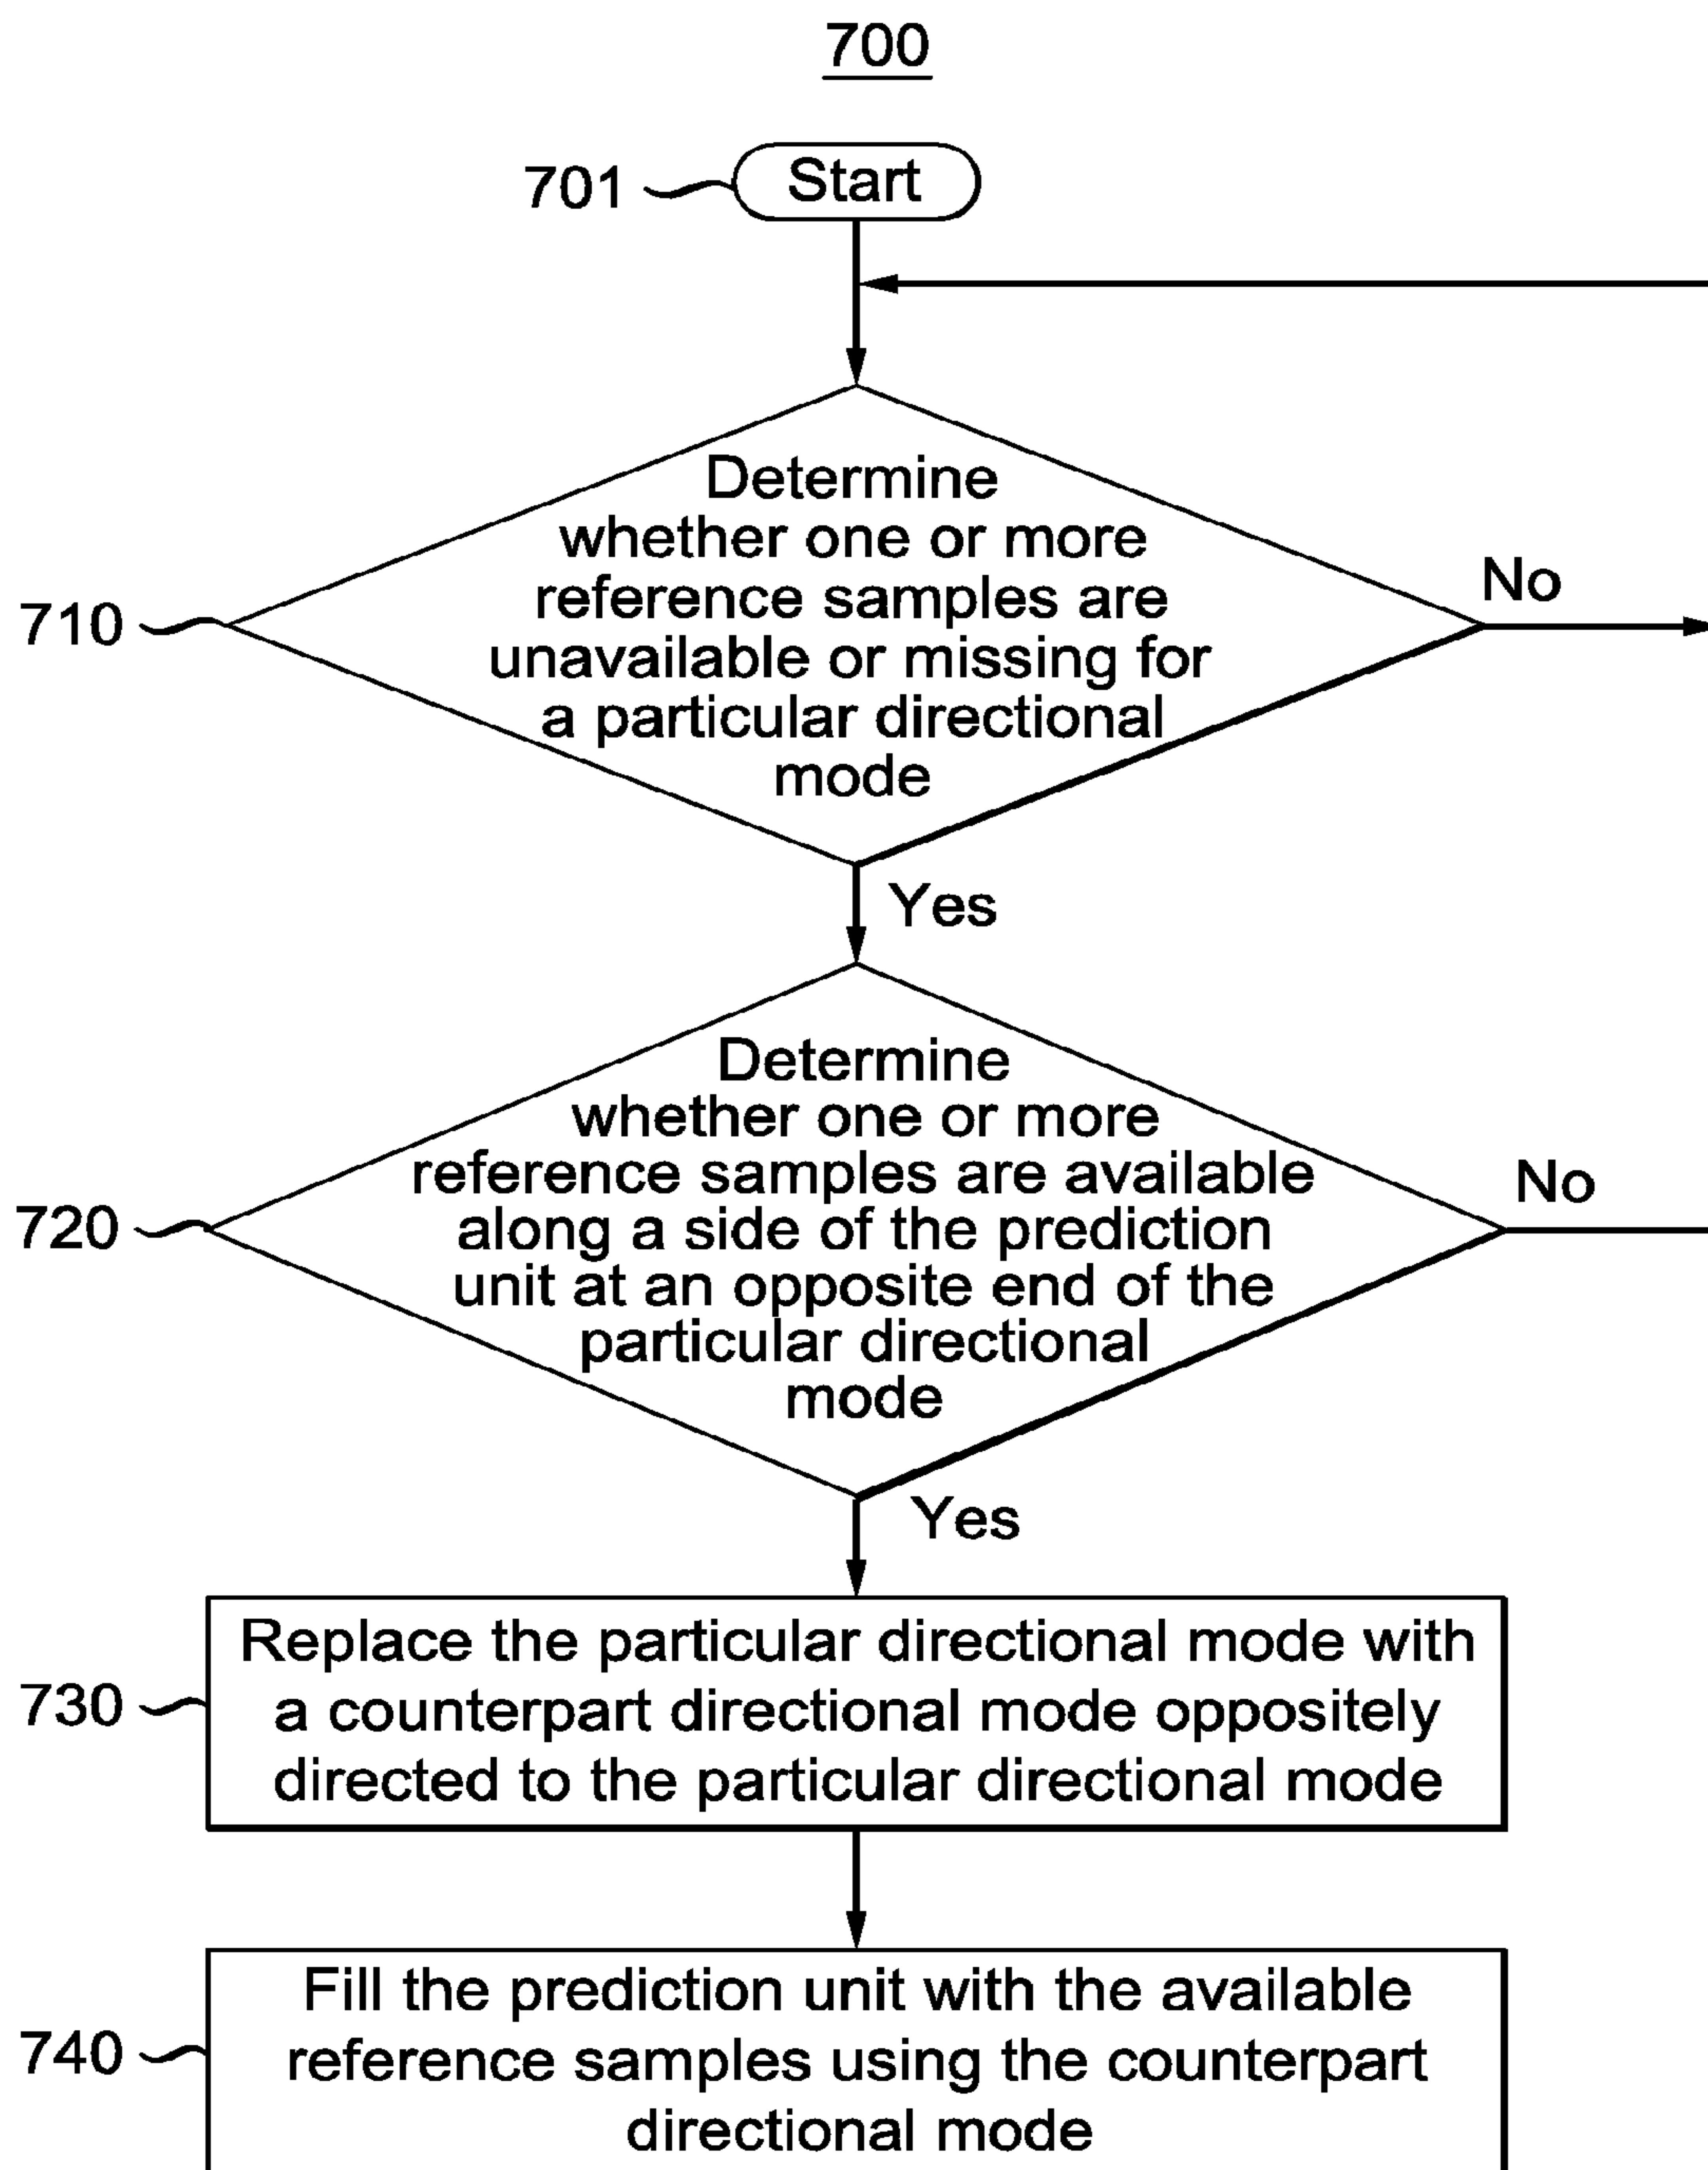 700
701
Start
Determine
whether one or more
reference samples are
unavailable or missing for
a particular directional
mode
710
No
Yes
Determine
whether one or more
reference samples are available
along a side of the prediction
unit at an opposite end of the
particular directional
mode
720
No
Yes
Replace the particular directional mode with
a counterpart directional mode oppositely
directed to the particular directional mode
730
Fill the prediction unit with the available
reference samples using the counterpart
directional mode
740